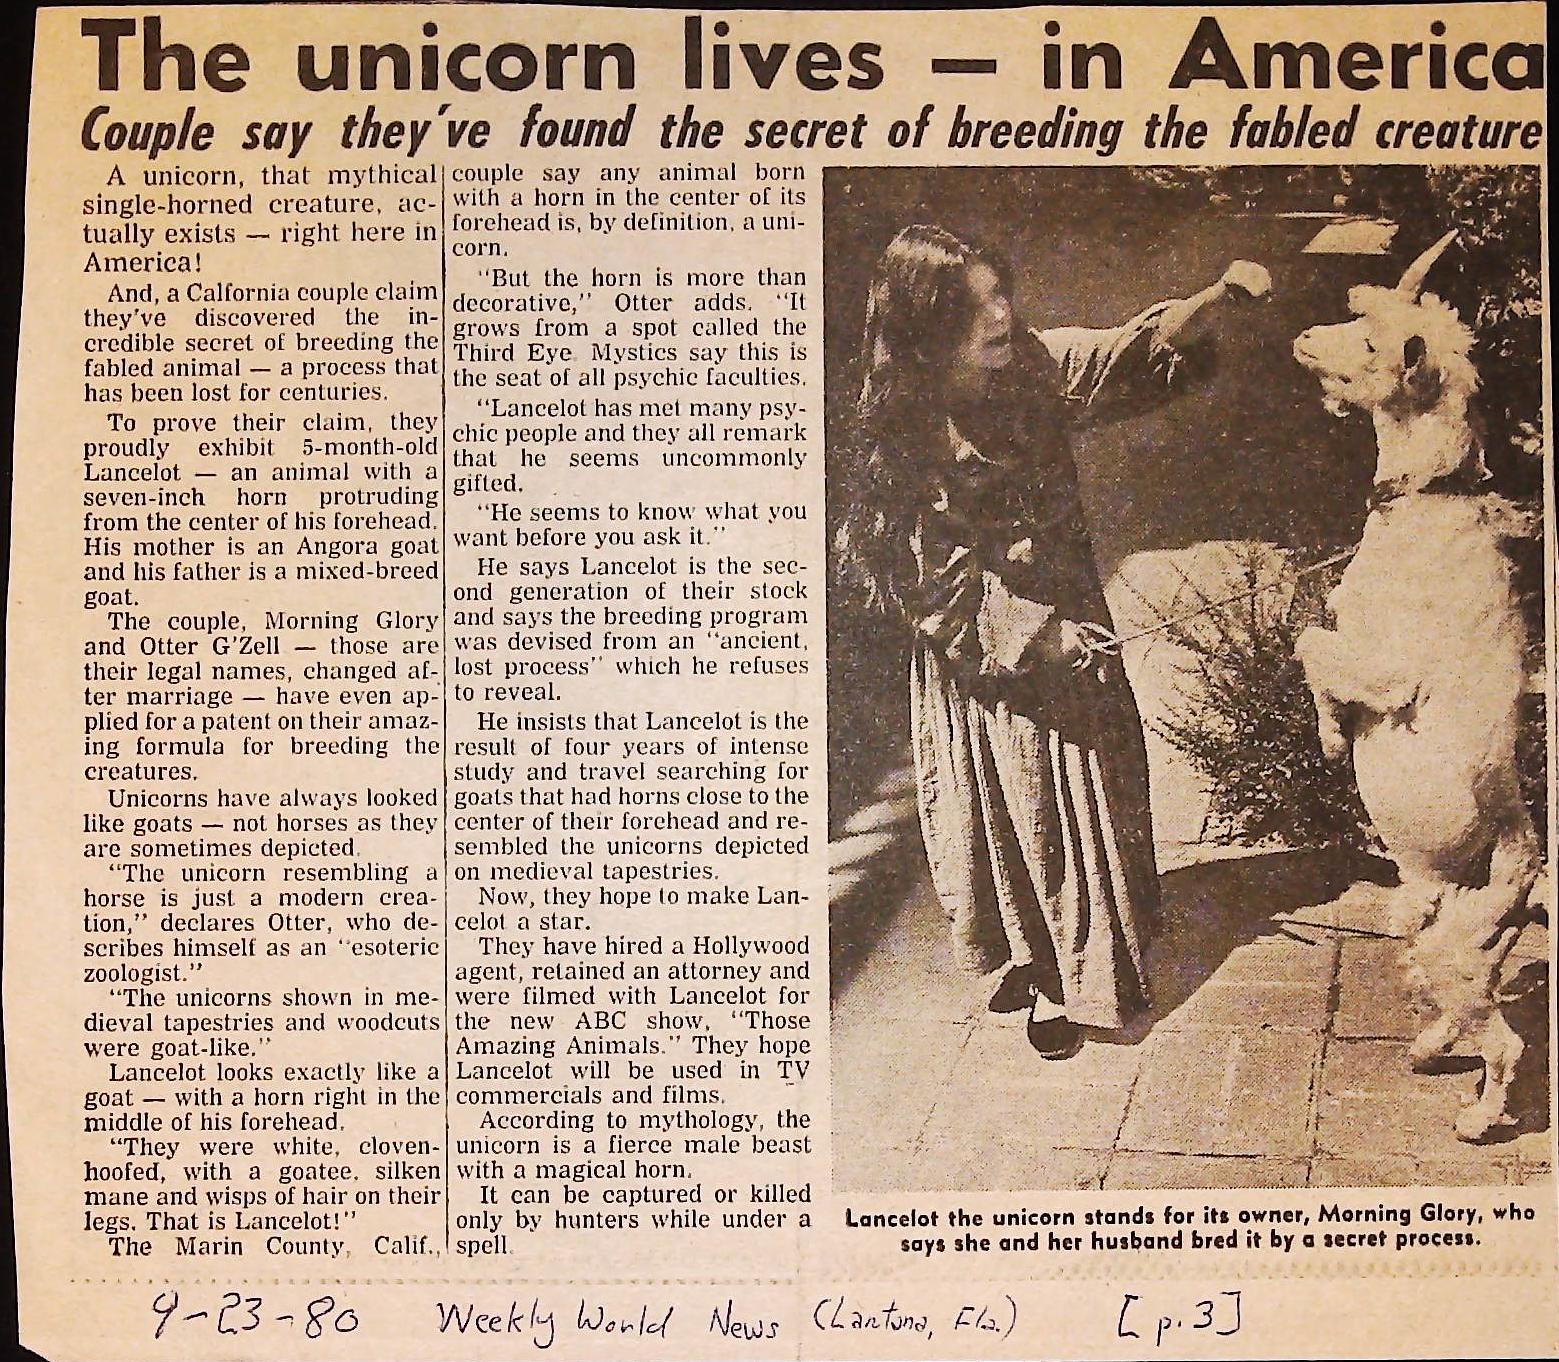 The unicorn lives — in America
Couple say they've found the secret of breeding the fabled creature
A unicorn, that mythical
single-horned creature, ac-
tually exists — right here in
America!
And, a Calfornia couple claim
they've discovered the in-
credible secret of breeding the
fabled animal — a process that
has been lost for centuries.
To prove their claim, they
proudly exhibit 5-month-old
Lancelot — an animal with a
seven-inch horn protruding
from the center of his forehead.
His mother is an Angora goat
and his father is a mixed-breed
goat.
The couple, Morning Glory
and Otter G'Zell — those are
their legal names, changed af-
ter marriage — have even ap-
plied for a patent on their amaz-
ing formula for breeding the
creatures.
Unicorns have always looked
like goats — not horses as they
are sometimes depicted.
"The unicorn resembling a
horse is just a modern crea-
tion," declares Otter, who de-
scribes himself as an "esoteric
zoologist."
"The unicorns shown in me-
dieval tapestries and woodcuts
were goat-like."
Lancelot looks exactly like a
goat — with a horn right in the
middle of his forehead.
"They were white, cloven-
hoofed, with a goatee, silken
mane and wisps of hair on their
legs. That is Lancelot!"
The Marin County, Calif.,
couple say any animal born
with a horn in the center of its
forehead is, by definition, a uni-
corn.
"But the horn is more than
decorative," Otter adds. "It
grows from a spot called the
Third Eye. Mystics say this is
the seat of all psychic faculties.
"Lancelot has met many psy-
chic people and they all remark
that he seems uncommonly
gifted.
"He seems to know what you
want before you ask it."
He says Lancelot is the sec-
ond generation of their stock
and says the breeding program
was devised from an "ancient,
lost process" which he refuses
to reveal.
He insists that Lancelot is the
result of four years of intense
study and travel searching for
goats that had horns close to the
center of their forehead and re-
sembled the unicorns depicted
on medieval tapestries.
Now, they hope to make Lan-
celot a star.
They have hired a Hollywood
agent, retained an attorney and
were filmed with Lancelot for
the new ABC show, "Those
Amazing Animals." They hope
Lancelot will be used in TV
commercials and films.
According to mythology, the
unicorn is a fierce male beast
with a magical horn.
It can be captured or killed
only by hunters while under a
spell.
Lancelot the unicorn stands for its owner, Morning Glory, who
says she and her husband bred it by a secret process.
9-23-80 Weekly World News (Lantana, Fla.) [p.3]